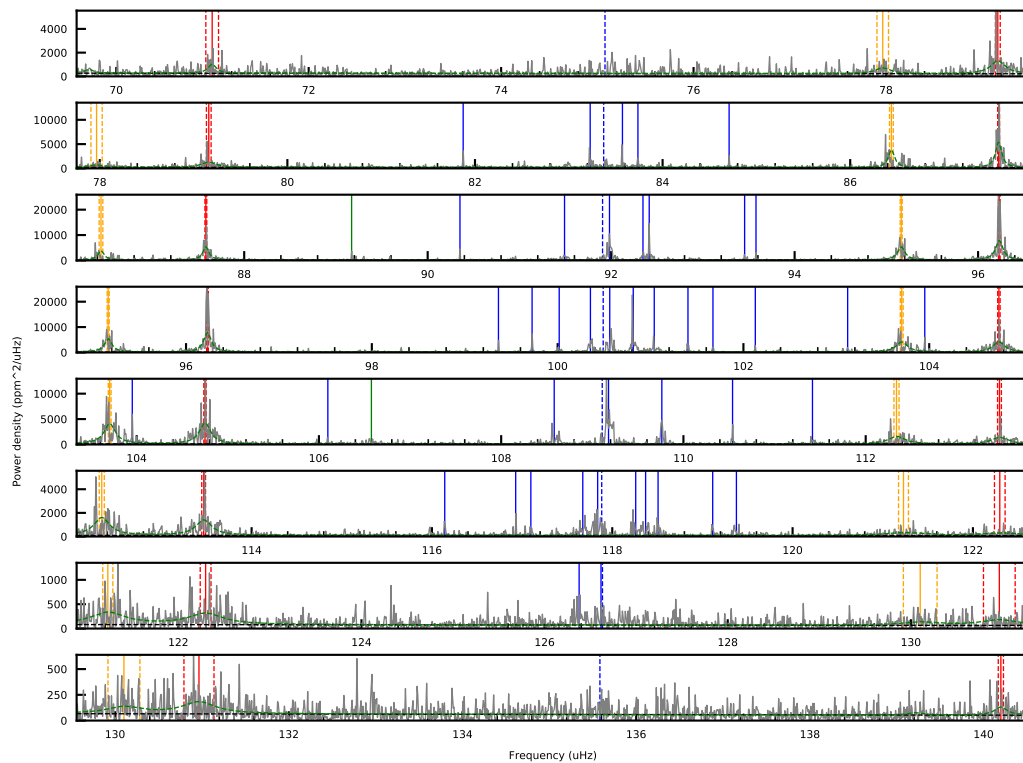 4000
2000
0
70 72 74 76 78
10000
5000
0
78 80 82 84 86
20000
10000
0
88 90 92 94 96
20000
10000
0
96 98 100 102 104
10000
5000
0
104 106 108 110 112
4000
2000
0
114 116 118 120 122
1000
500
0
122 124 126 128 130
500
250
0
130 132 134 136 138 140
Power density (ppm^2/uHz)
Frequency (uHz)